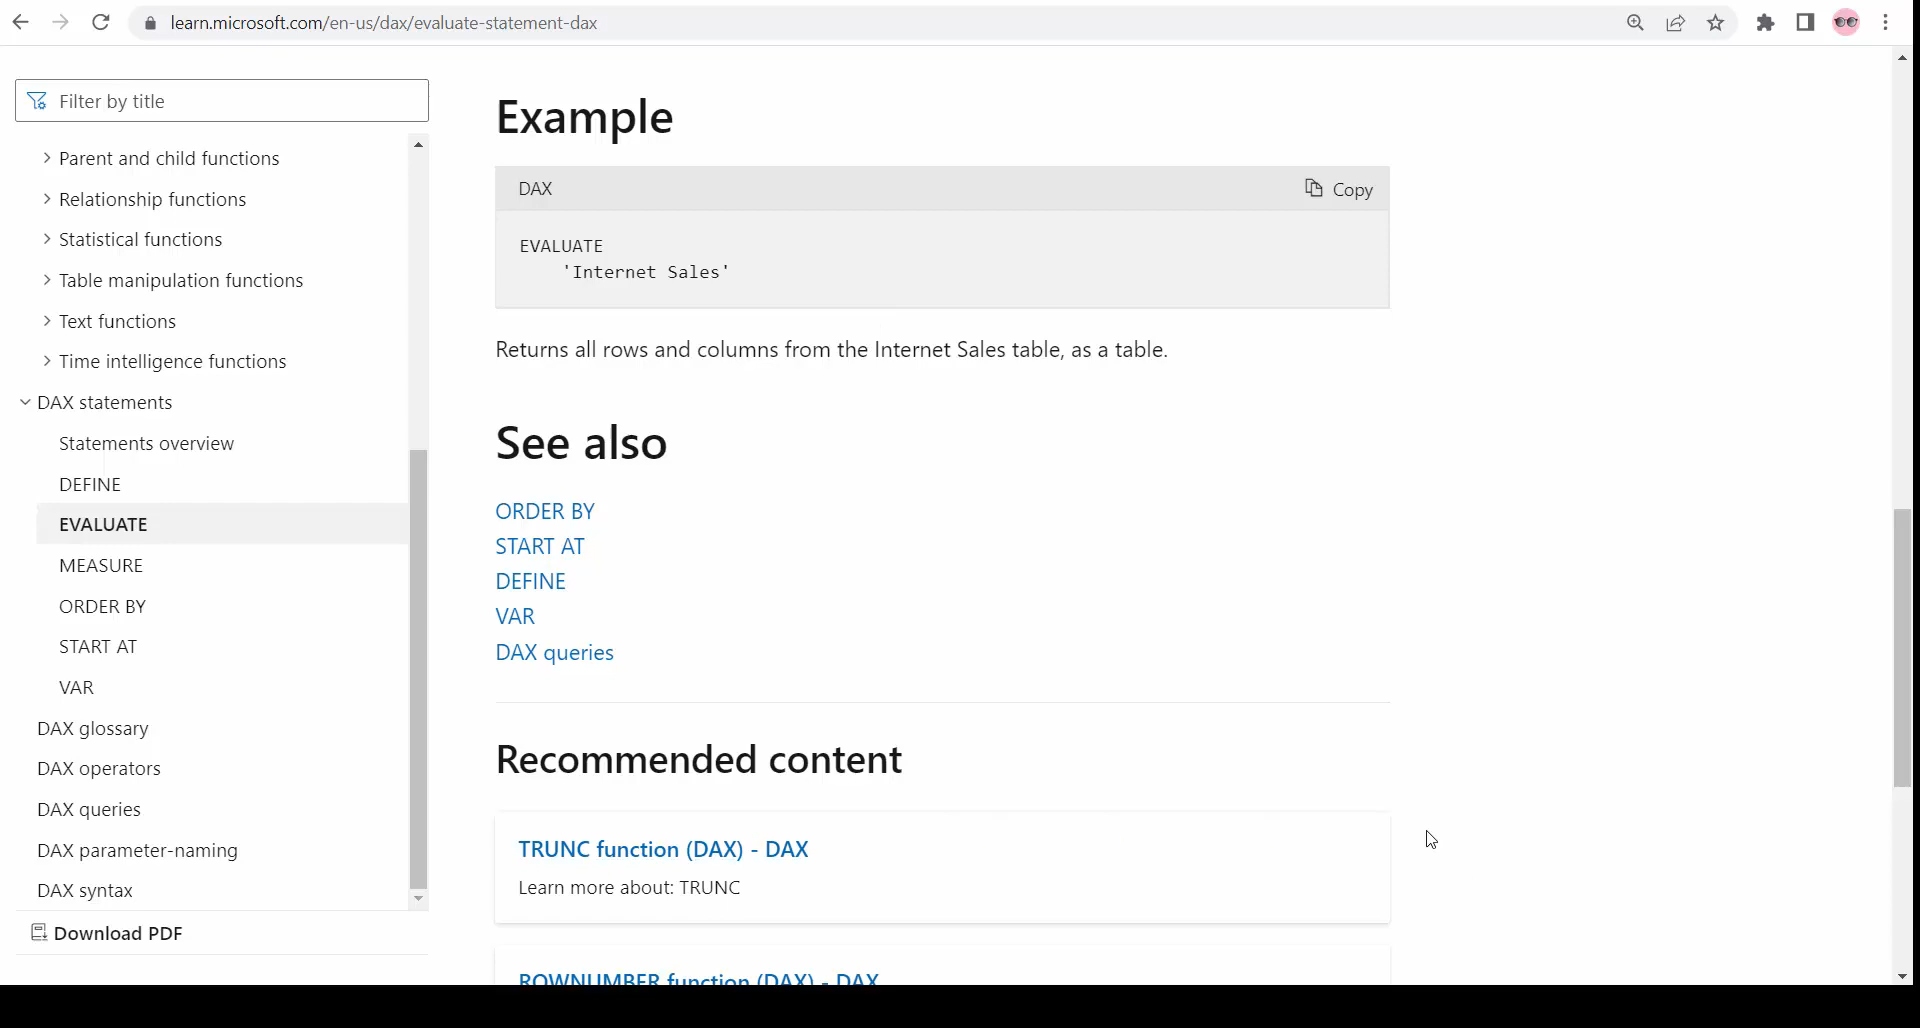 learn.microsoft.com/en-us/dax/evaluate-statement-dax
Filter by title
Parent and child functions
Relationship functions
Statistical functions
Table manipulation functions
Text functions
Time intelligence functions
DAX statements
Statements overview
DEFINE
EVALUATE
MEASURE
ORDER BY
START AT
VAR
DAX glossary
DAX operators
DAX queries
DAX parameter-naming
DAX syntax
Download PDF
Example
DAX
Copy
EVALUATE
'Internet Sales'
Returns all rows and columns from the Internet Sales table, as a table.
See also
ORDER BY
START AT
DEFINE
VAR
DAX queries
Recommended content
TRUNC function (DAX) - DAX
Learn more about: TRUNC
ROWNUMBER function (DAX) - DAX